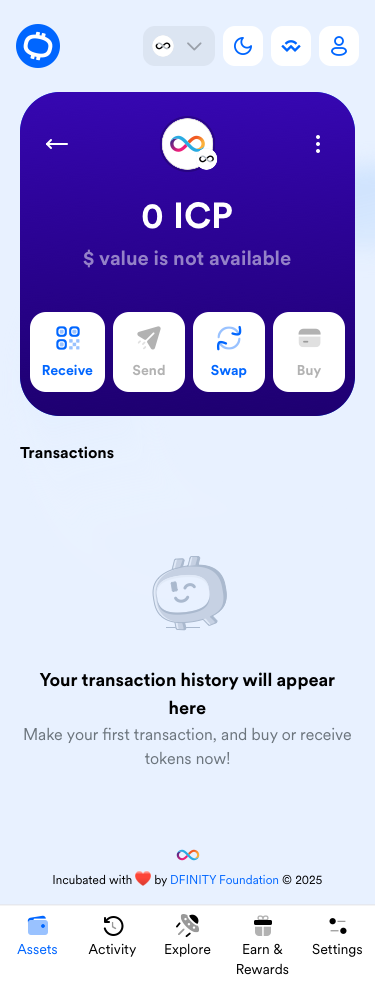 0 ICP
$ value is not available
Receive
Send
Swap
Buy
Transactions
Your transaction history will appear
here
Make your first transaction, and buy or receive
tokens now!
Incubated with ❤️ by DFINITY Foundation © 2025
Assets
Activity
Explore
Earn &
Rewards
Settings